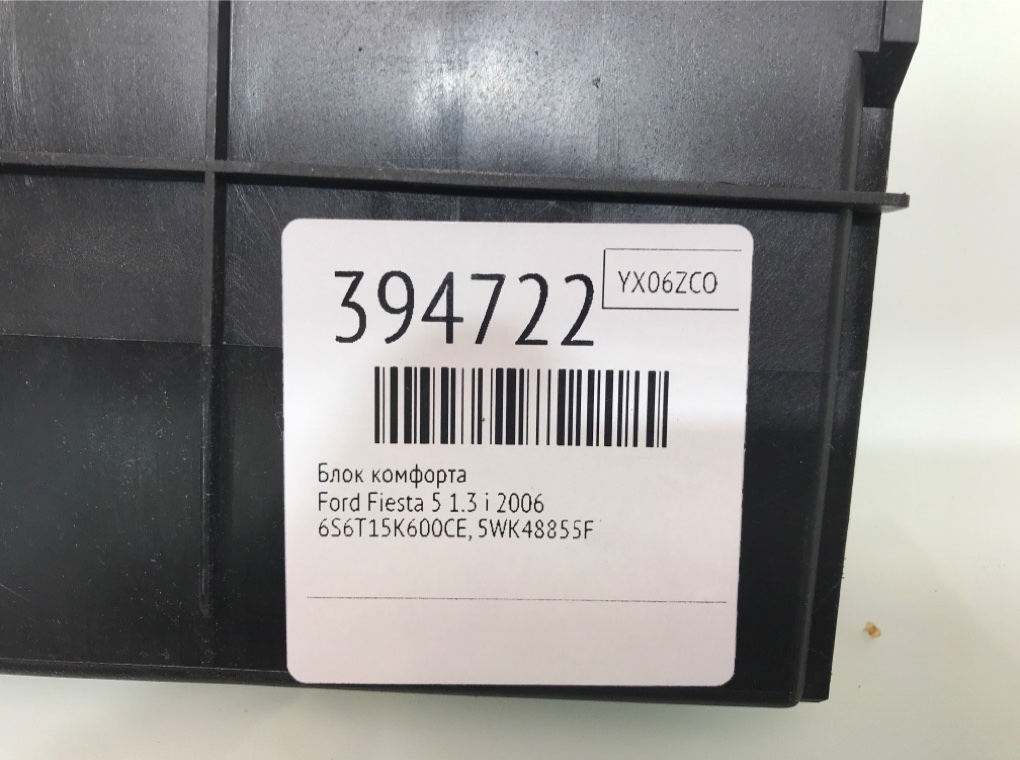 394722
YX06ZCO
Блок комфорта
Ford Fiesta 5 1.3 i 2006
6S6T15K600CE, 5WK48855F